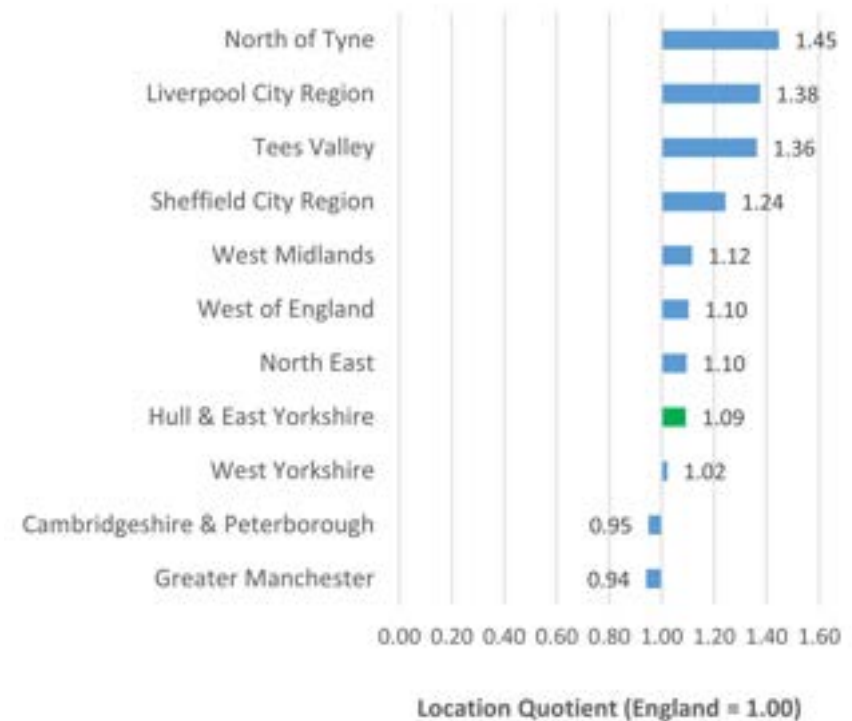 North of Tyne 1.45
Liverpool City Region 1.38
Tees Valley 1.36
Sheffield City Region 1.24
West Midlands 1.12
West of England 1.10
North East 1.10
Hull & East Yorkshire 1.09
West Yorkshire 1.02
Cambridgeshire & Peterborough 0.95
Greater Manchester 0.94
0.00 0.20 0.40 0.60 0.80 1.00 1.20 1.40 1.60
Location Quotient (England = 1.00)